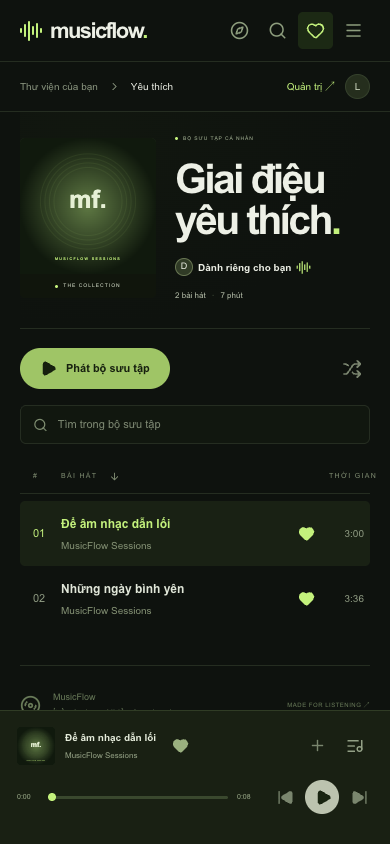 musicflow.
Thư viện của bạn
Yêu thích
Quản trị ↗
L
BỘ SƯU TẬP CÁ NHÂN
Giai điệu
yêu thích.
mf.
MUSICFLOW SESSIONS
THE COLLECTION
D Dành riêng cho bạn
2 bài hát · 7 phút
Phát bộ sưu tập
Tìm trong bộ sưu tập
# BÀI HÁT THỜI GIAN
01 Để âm nhạc dẫn lối 3:00
MusicFlow Sessions
02 Những ngày bình yên 3:36
MusicFlow Sessions
MusicFlow
MADE FOR LISTENING ↗
mf.
Để âm nhạc dẫn lối
MusicFlow Sessions
0:00 0:08